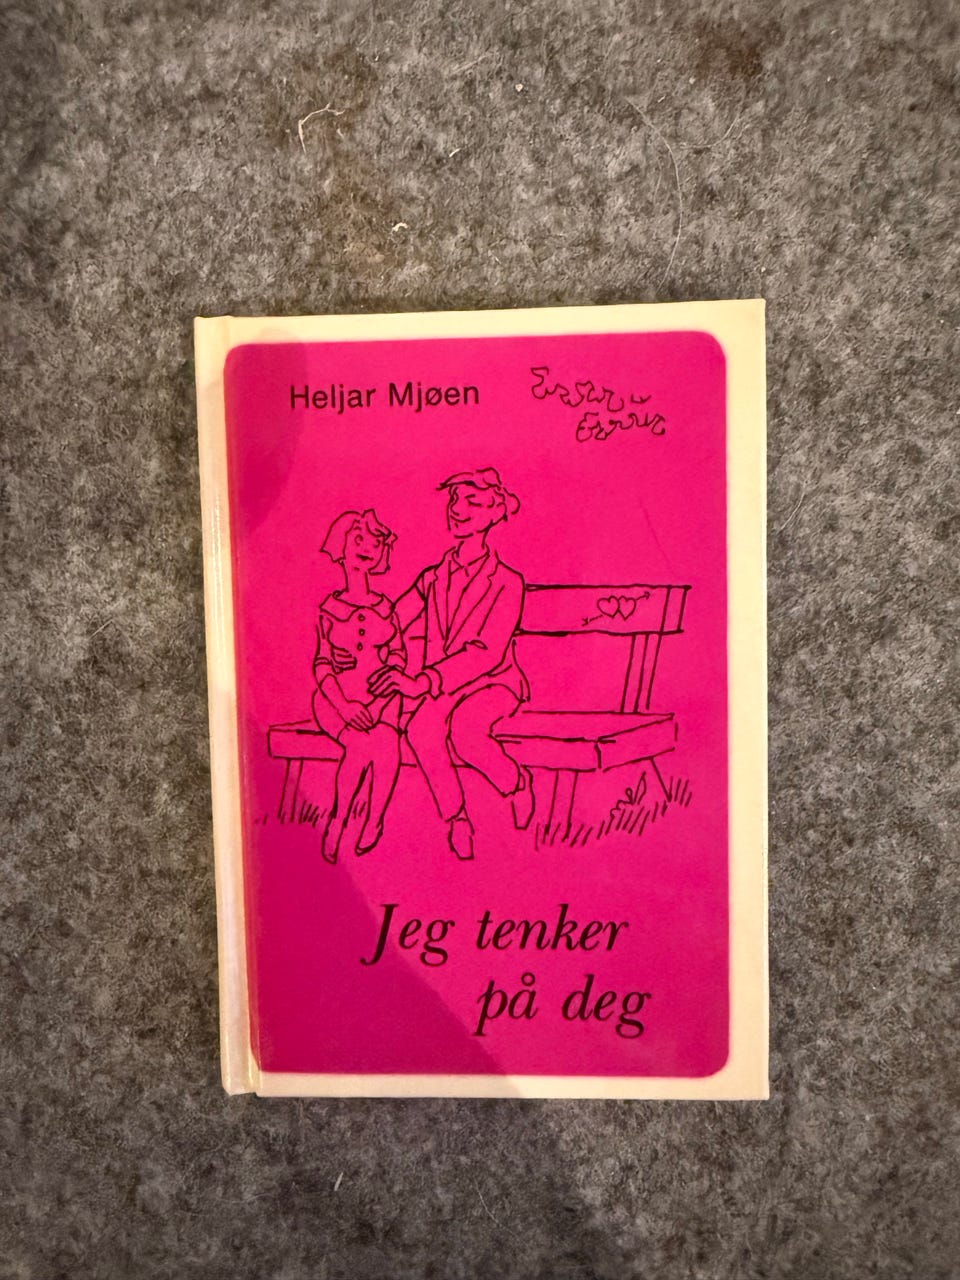 Heljar Mjøen
Jeg tenker
på deg